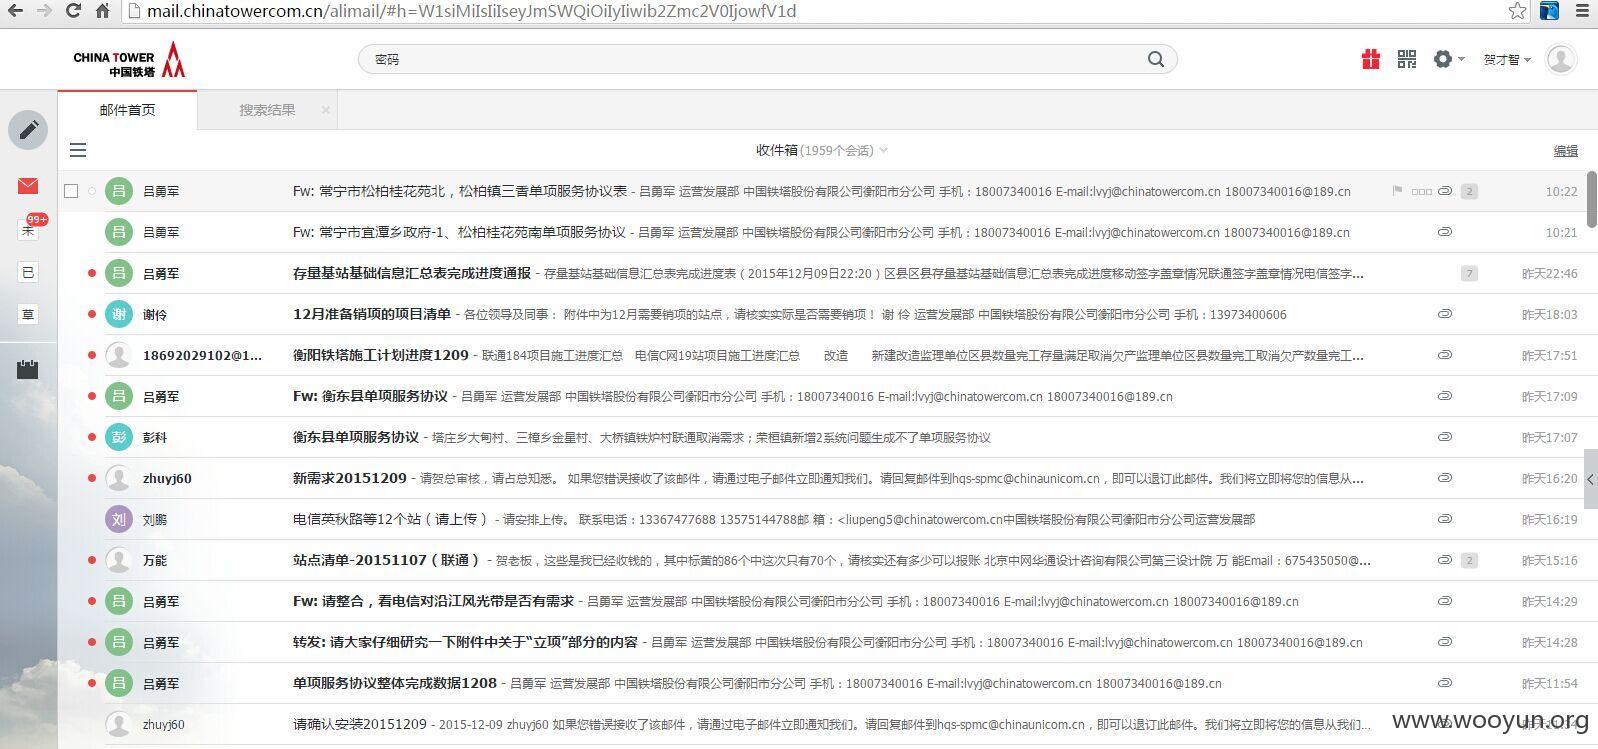 mail.chinatowercom.cn/alimail/#h=W1siMiIsIiIseyJmSWQiOiIyIiwib2Zmc2V0IjowfV1d
CHINA TOWER
中国铁塔
密码
贺才智
邮件首页 搜索结果 ×
收件箱(1959个会话) 编辑
吕 吕勇军 Fw: 常宁市松柏桂花苑北，松柏镇三香单项服务协议表 - 吕勇军 运营发展部 中国铁塔股份有限公司衡阳市分公司 手机：18007340016 E-mail:lvyj@chinatowercom.cn 18007340016@189.cn 2 10:22
99+
未
吕 吕勇军 Fw: 常宁市宜潭乡政府-1、松柏桂花苑南单项服务协议 - 吕勇军 运营发展部 中国铁塔股份有限公司衡阳市分公司 手机：18007340016 E-mail:lvyj@chinatowercom.cn 18007340016@189.cn 10:21
已
吕 吕勇军 存量基站基础信息汇总表完成进度通报 - 存量基站基础信息汇总表完成进度表（2015年12月09日22:20）区县区县存量基站基础信息汇总表完成进度移动签字盖章情况联通签字盖章情况电信签字... 7 昨天22:46
草
谢 谢伶 12月准备销项的项目清单 - 各位领导及同事： 附件中为12月需要销项的站点，请核实实际是否需要销项！ 谢 伶 运营发展部 中国铁塔股份有限公司衡阳市分公司 手机：13973400606 昨天18:03
18692029102@1... 衡阳铁塔施工计划进度1209 - 联通184项目施工进度汇总 电信C网19站项目施工进度汇总 改造 新建改造监理单位区县数量完工存量满足取消欠产监理单位区县数量完工取消欠产数量完工... 昨天17:51
吕 吕勇军 Fw: 衡东县单项服务协议 - 吕勇军 运营发展部 中国铁塔股份有限公司衡阳市分公司 手机：18007340016 E-mail:lvyj@chinatowercom.cn 18007340016@189.cn 昨天17:09
彭 彭科 衡东县单项服务协议 - 塔庄乡大甸村、三樟乡金星村、大桥镇铁炉村联通取消需求；荣桓镇新增2系统问题生成不了单项服务协议 昨天17:07
zhuyj60 新需求20151209 - 请贺总审核，请占总知悉。 如果您错误接收了该邮件，请通过电子邮件立即通知我们。请回复邮件到hqs-spmc@chinaunicom.cn，即可以退订此邮件。我们将立即将您的信息从... 昨天16:20
刘 刘鹏 电信英秋路等12个站（请上传） - 请安排上传。 联系电话：13367477688 13575144788邮 箱：<liupeng5@chinatowercom.cn中国铁塔股份有限公司衡阳市分公司运营发展部 昨天16:19
万能 站点清单-20151107（联通） - 贺老板，这些是我已经收钱的，其中标黄的86个中这次只有70个，请核实还有多少可以报账 北京中网华通设计咨询有限公司第三设计院 万 能Email：675435050@... 2 昨天15:16
吕 吕勇军 Fw: 请整合，看电信对沿江风光带是否有需求 - 吕勇军 运营发展部 中国铁塔股份有限公司衡阳市分公司 手机：18007340016 E-mail:lvyj@chinatowercom.cn 18007340016@189.cn 昨天14:29
吕 吕勇军 转发: 请大家仔细研究一下附件中关于“立项”部分的内容 - 吕勇军 运营发展部 中国铁塔股份有限公司衡阳市分公司 手机：18007340016 E-mail:lvyj@chinatowercom.cn 18007340016@189.cn 昨天14:28
吕 吕勇军 单项服务协议整体完成数据1208 - 吕勇军 运营发展部 中国铁塔股份有限公司衡阳市分公司 手机：18007340016 E-mail:lvyj@chinatowercom.cn 18007340016@189.cn 昨天11:54
zhuyj60 请确认安装20151209 - 2015-12-09 zhuyj60 如果您错误接收了该邮件，请通过电子邮件立即通知我们。请回复邮件到hqs-spmc@chinaunicom.cn，即可以退订此邮件。我们将立即将您的信息从我们...
www.wooyun.org